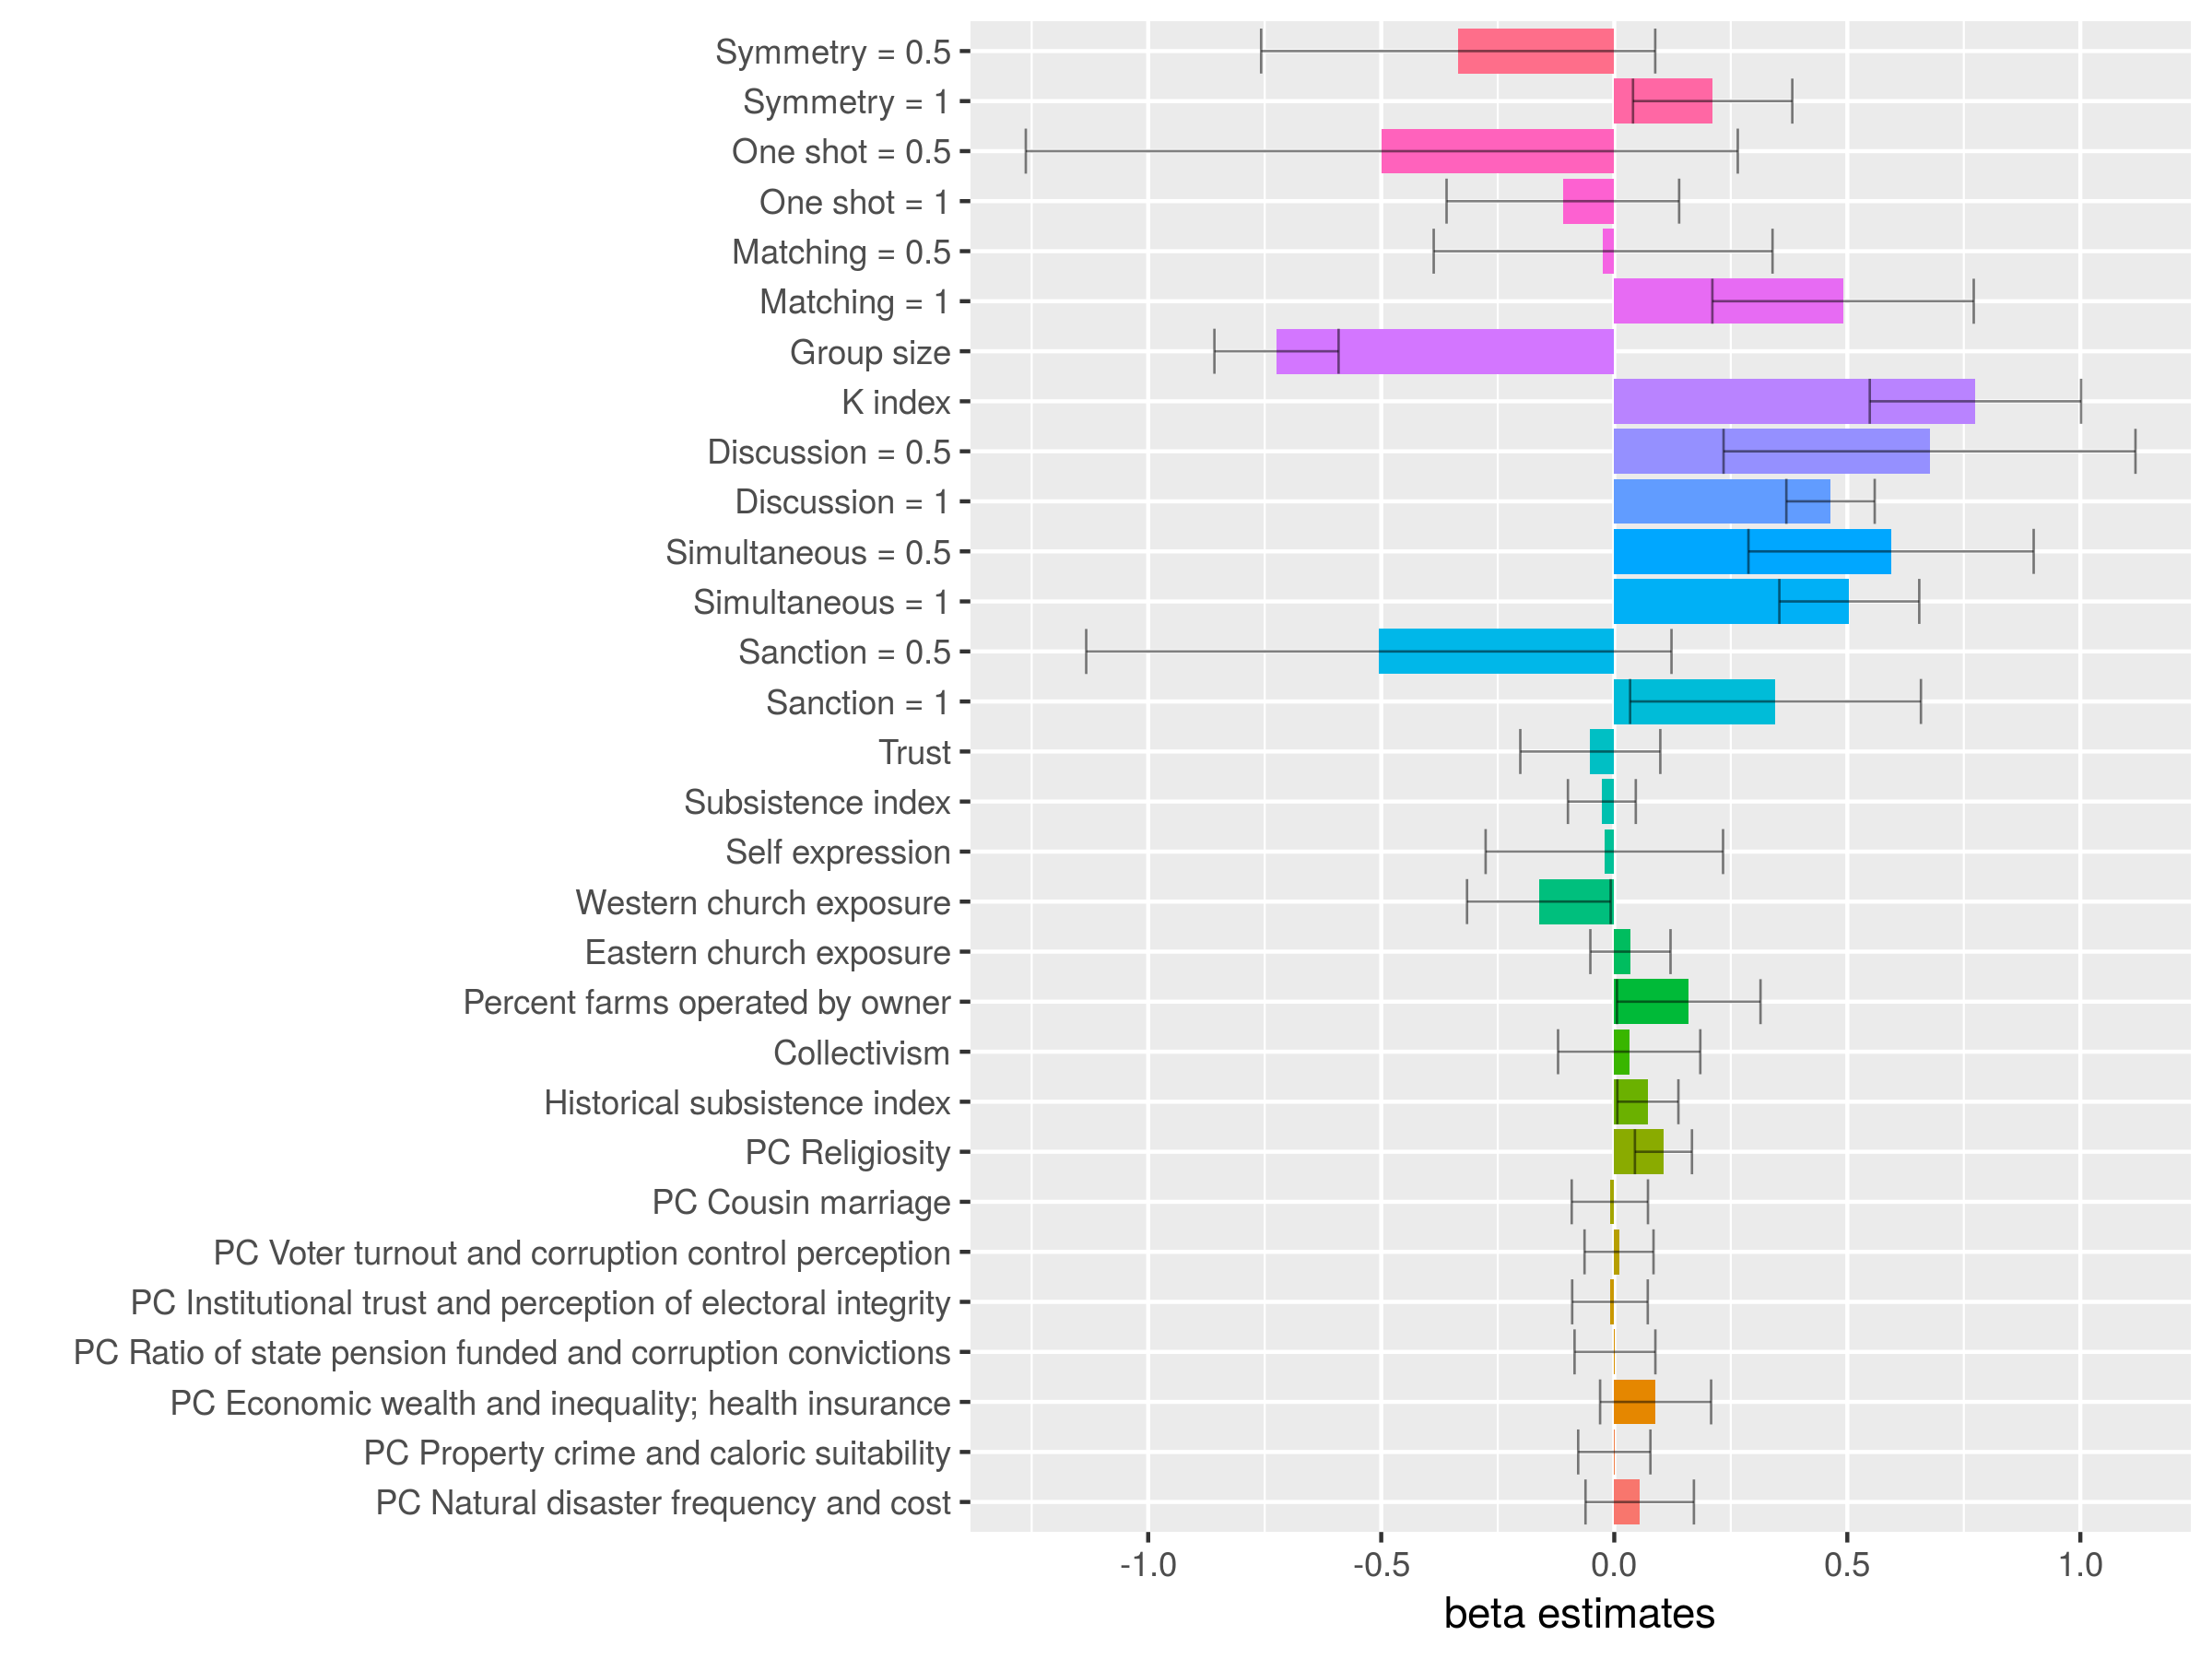 Symmetry = 0.5
Symmetry = 1
One shot = 0.5
One shot = 1
Matching = 0.5
Matching = 1
Group size
K index
Discussion = 0.5
Discussion = 1
Simultaneous = 0.5
Simultaneous = 1
Sanction = 0.5
Sanction = 1
Trust
Subsistence index
Self expression
Western church exposure
Eastern church exposure
Percent farms operated by owner
Collectivism
Historical subsistence index
PC Religiosity
PC Cousin marriage
PC Voter turnout and corruption control perception
PC Institutional trust and perception of electoral integrity
PC Ratio of state pension funded and corruption convictions
PC Economic wealth and inequality; health insurance
PC Property crime and caloric suitability
PC Natural disaster frequency and cost
-1.0 -0.5 0.0 0.5 1.0
beta estimates